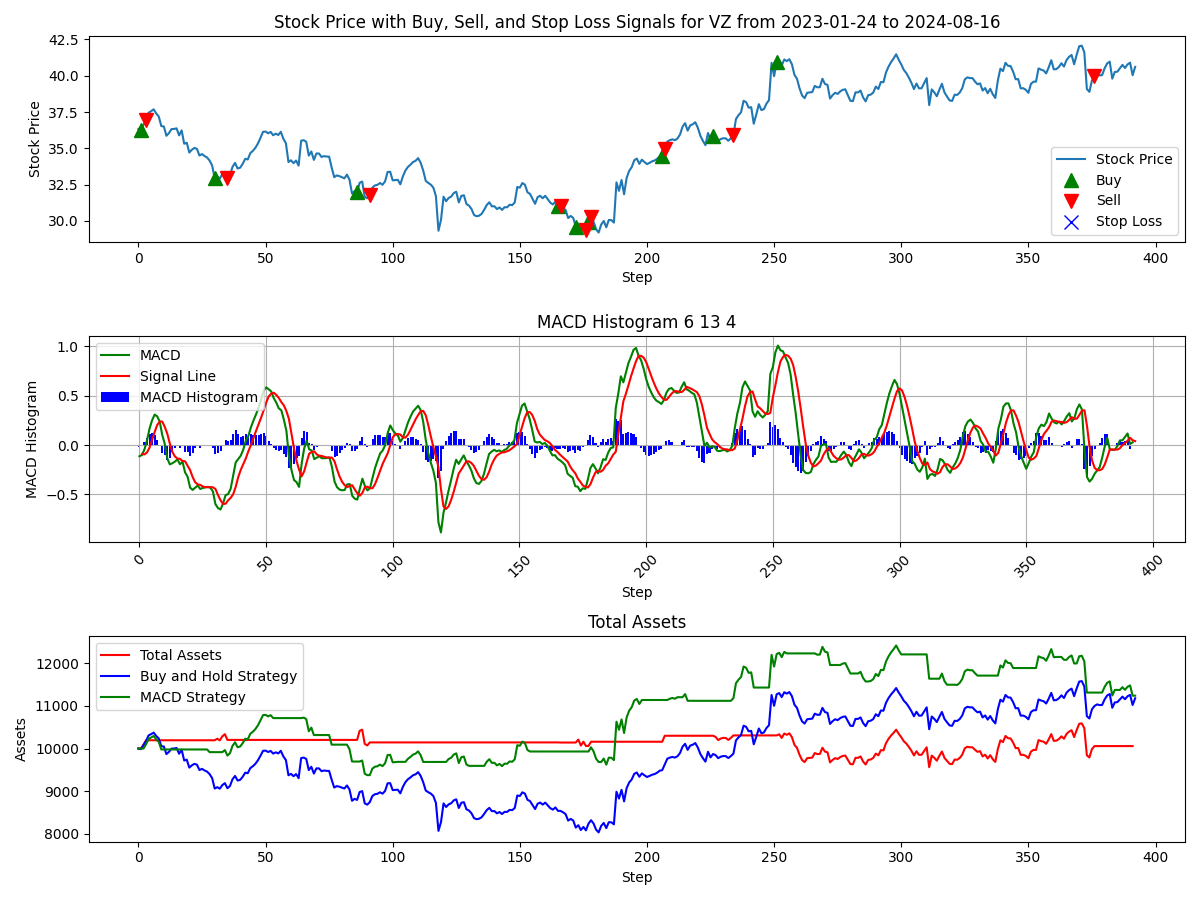 Stock Price with Buy, Sell, and Stop Loss Signals for VZ from 2023-01-24 to 2024-08-16
42.5
40.0
37.5
35.0
32.5
30.0
Stock Price
Stock Price
Buy
Sell
Stop Loss
0 50 100 150 200 250 300 350 400
Step
MACD Histogram 6 13 4
1.0
0.5
0.0
−0.5
MACD Histogram
MACD
Signal Line
MACD Histogram
0 50 100 150 200 250 300 350 400
Step
Total Assets
12000
11000
10000
9000
8000
Assets
Total Assets
Buy and Hold Strategy
MACD Strategy
0 50 100 150 200 250 300 350 400
Step